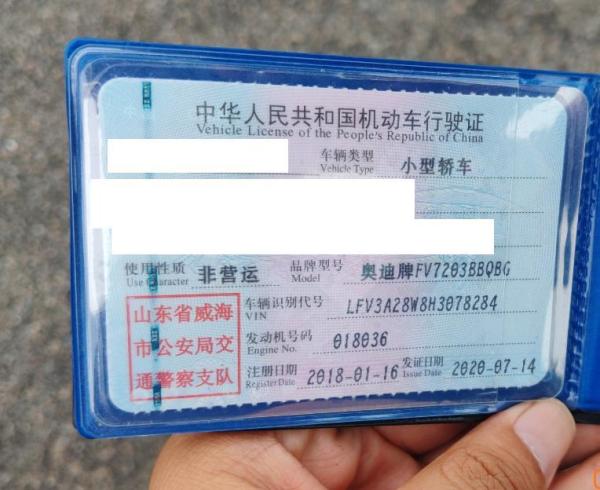 中华人民共和国机动车行驶证
Vehicle License of the People's Republic of China
车辆类型 小型轿车
Vehicle Type
使用性质 非营运 品牌型号 奥迪牌FV7203BBQBG
Use Character Model
山东省威海
市公安局交
通警察支队
车辆识别代号 LFV3A28W8H3078284
VIN
发动机号码 018036
Engine No.
注册日期 2018-01-16 发证日期 2020-07-14
Register Date Issue Date